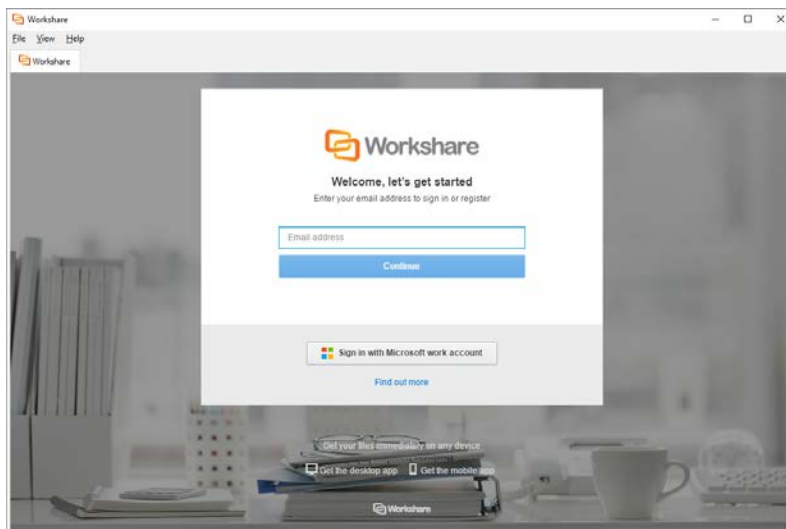 Workshare
File View Help
Workshare
Workshare
Welcome, let's get started
Enter your email address to sign in or register
Email address
Continue
Sign in with Microsoft work account
Find out more
Get your files immediately on any device
Get the desktop app Get the mobile app
Workshare